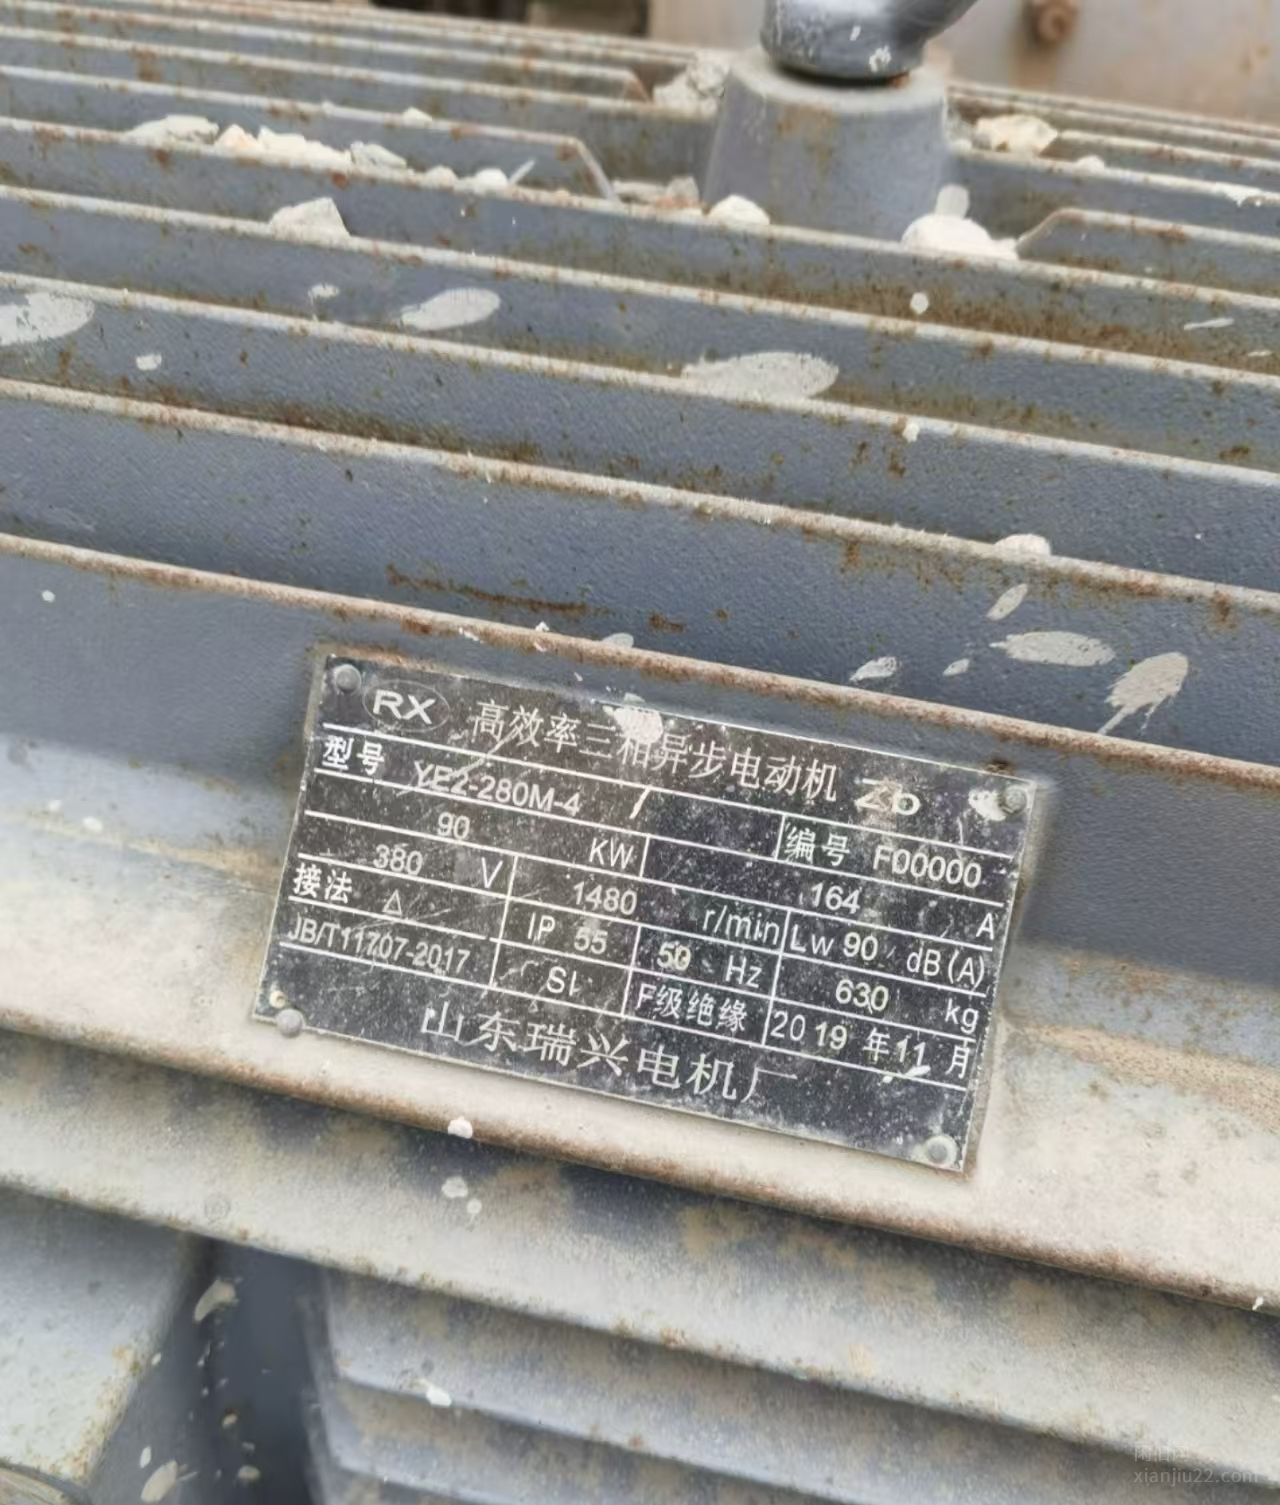 RX 高效率三相异步电动机
型号 YE2-280M-4 编号 F00000
90 KW 164 A
380 V 1480 r/min Lw 90 dB(A)
接法 △ IP 55 50 Hz 630 kg
JB/T11707-2017 S1 F级绝缘 2019 年 11 月
山东瑞兴电机厂
xianjiu22.com